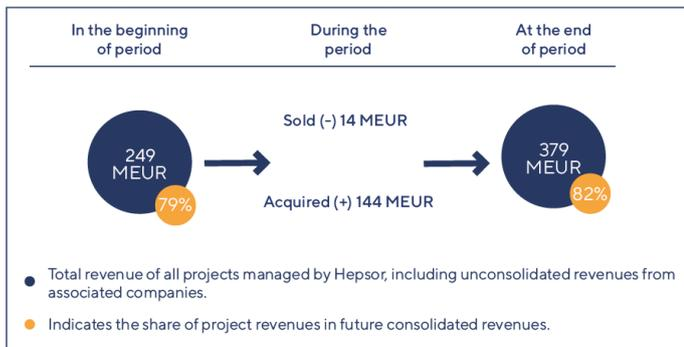 In the beginning
of period
During the
period
At the end
of period
Sold (-) 14 MEUR
249
MEUR
79%
379
MEUR
82%
Acquired (+) 144 MEUR
Total revenue of all projects managed by Hepsor, including unconsolidated revenues from
associated companies.
Indicates the share of project revenues in future consolidated revenues.